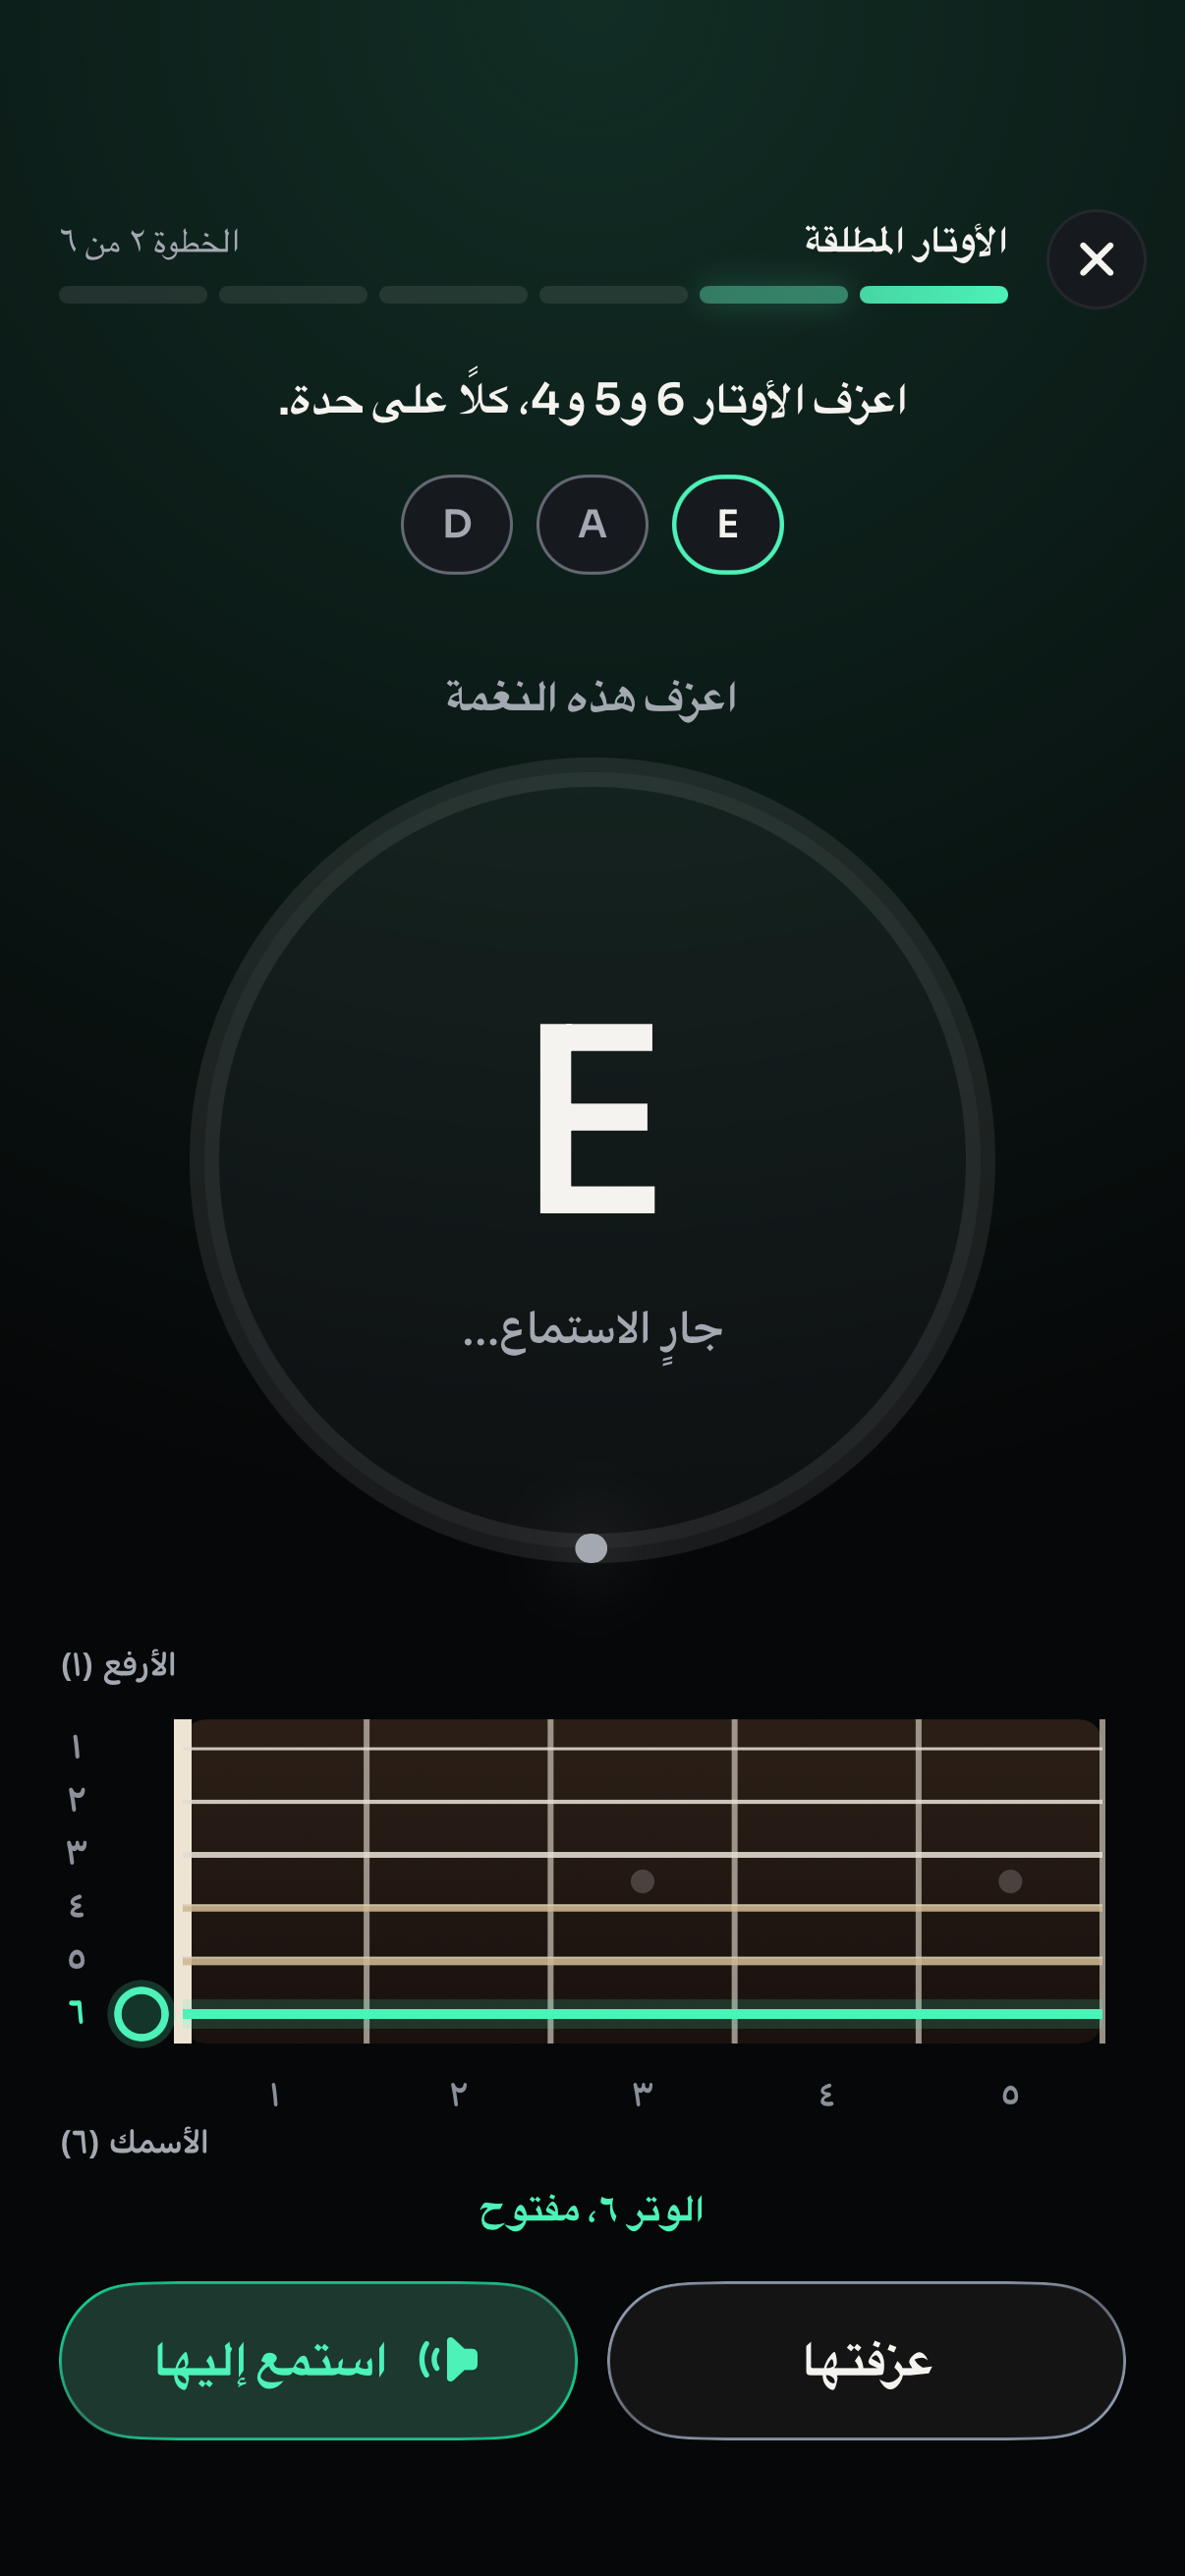 الأوتار المطلقة
الخطوة ٢ من ٦
اعزف الأوتار 6 و5 و4، كلاً على حدة.
E A D
اعزف هذه النغمة
E
جارٍ الاستماع...
الأرفع (١)
١
٢
٣
٤
٥
٦
١ ٢ ٣ ٤ ٥
الأسمك (٦)
الوتر ٦، مفتوح
عزفتها
استمع إليها